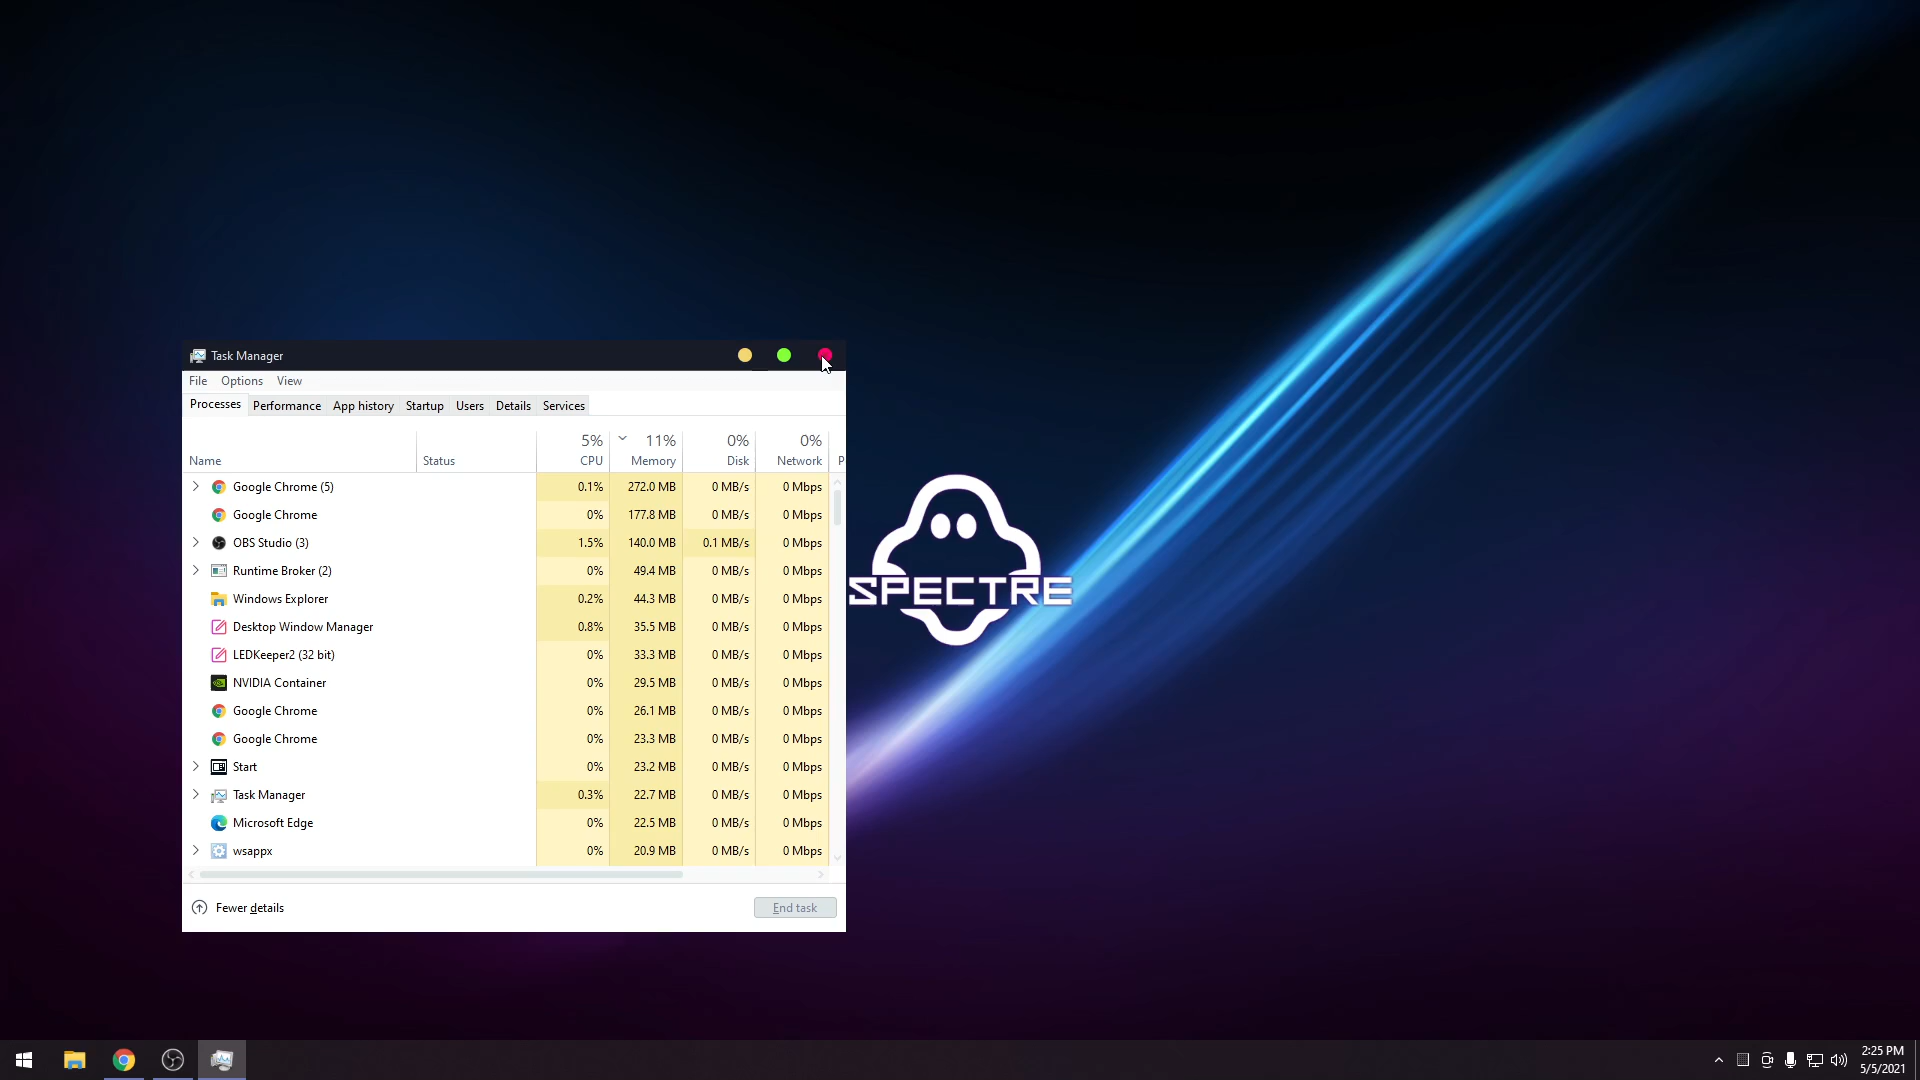 Task Manager
File Options View
Processes Performance App history Startup Users Details Services
5% 11% 0% 0%
Name Status CPU Memory Disk Network P
Google Chrome (5) 0.1% 272.0 MB 0 MB/s 0 Mbps
Google Chrome 0% 177.8 MB 0 MB/s 0 Mbps
OBS Studio (3) 1.5% 140.0 MB 0.1 MB/s 0 Mbps
Runtime Broker (2) 0% 49.4 MB 0 MB/s 0 Mbps
Windows Explorer 0.2% 44.3 MB 0 MB/s 0 Mbps
Desktop Window Manager 0.8% 35.5 MB 0 MB/s 0 Mbps
LEDKeeper2 (32 bit) 0% 33.3 MB 0 MB/s 0 Mbps
NVIDIA Container 0% 29.5 MB 0 MB/s 0 Mbps
Google Chrome 0% 26.1 MB 0 MB/s 0 Mbps
Google Chrome 0% 23.3 MB 0 MB/s 0 Mbps
Start 0% 23.2 MB 0 MB/s 0 Mbps
Task Manager 0.3% 22.7 MB 0 MB/s 0 Mbps
Microsoft Edge 0% 22.5 MB 0 MB/s 0 Mbps
wsappx 0% 20.9 MB 0 MB/s 0 Mbps
Fewer details End task
SPECTRE
2:25 PM
5/5/2021